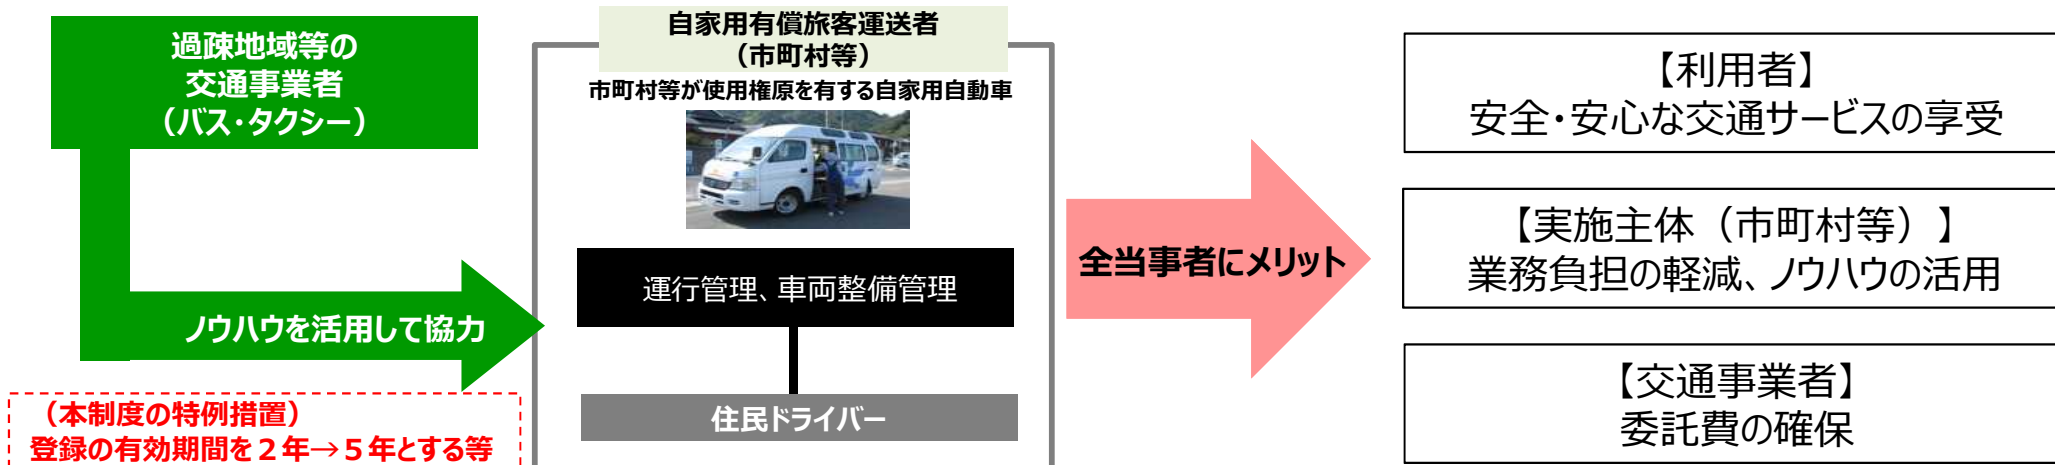 過疎地域等の
交通事業者
（バス・タクシー）
ノウハウを活用して協力
（本制度の特例措置）
登録の有効期間を２年→５年とする等
自家用有償旅客運送者
（市町村等）
市町村等が使用権原を有する自家用自動車
運行管理、車両整備管理
住民ドライバー
全当事者にメリット
【利用者】
安全・安心な交通サービスの享受
【実施主体（市町村等）】
業務負担の軽減、ノウハウの活用
【交通事業者】
委託費の確保